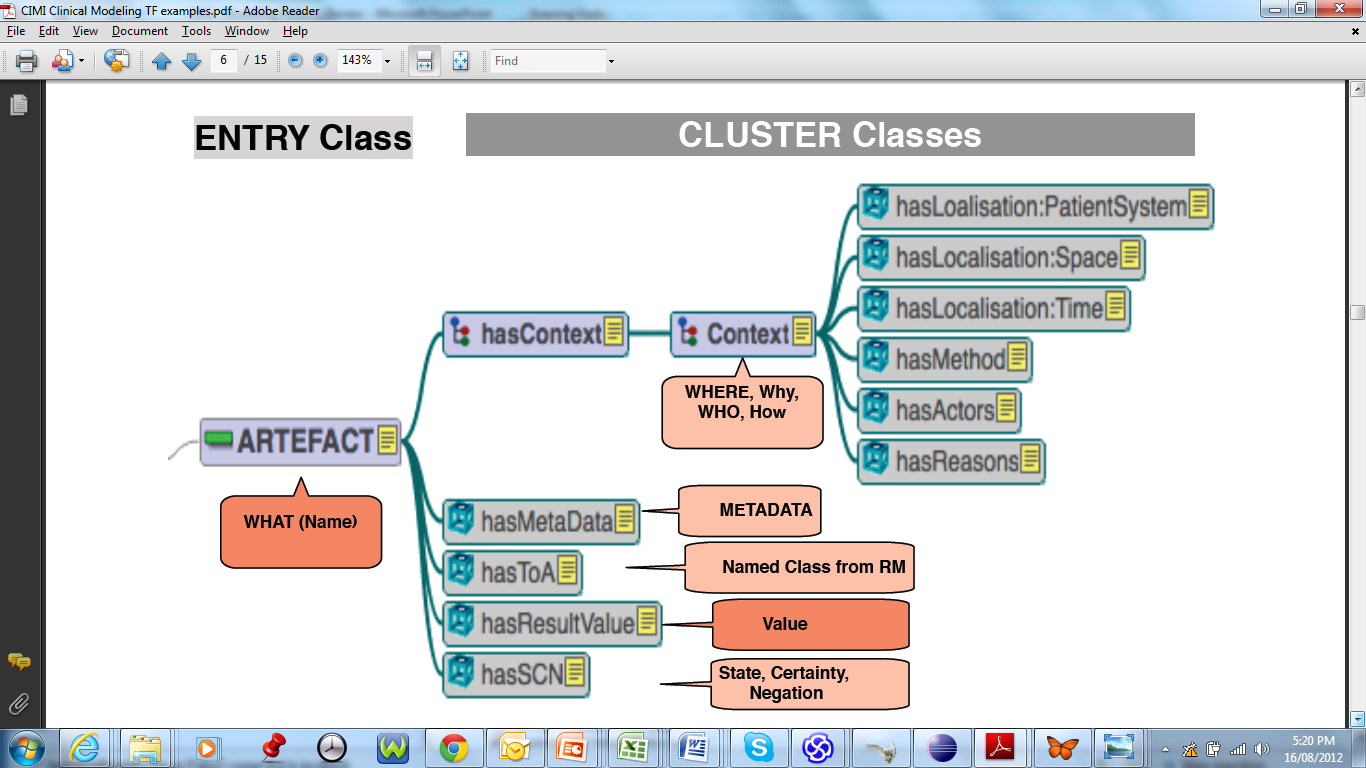 CIMI Clinical Modeling TF examples.pdf - Adobe Reader
File Edit View Document Tools Window Help
6 / 15 143% Find
ENTRY Class
CLUSTER Classes
hasLoalisation:PatientSystem
hasLocalisation:Space
hasLocalisation:Time
hasContext
Context
hasMethod
WHERE, Why,
WHO, How
hasActors
ARTEFACT
hasReasons
WHAT (Name)
hasMetaData
METADATA
hasToA
Named Class from RM
hasResultValue
Value
hasSCN
State, Certainty,
Negation
5:20 PM
16/08/2012